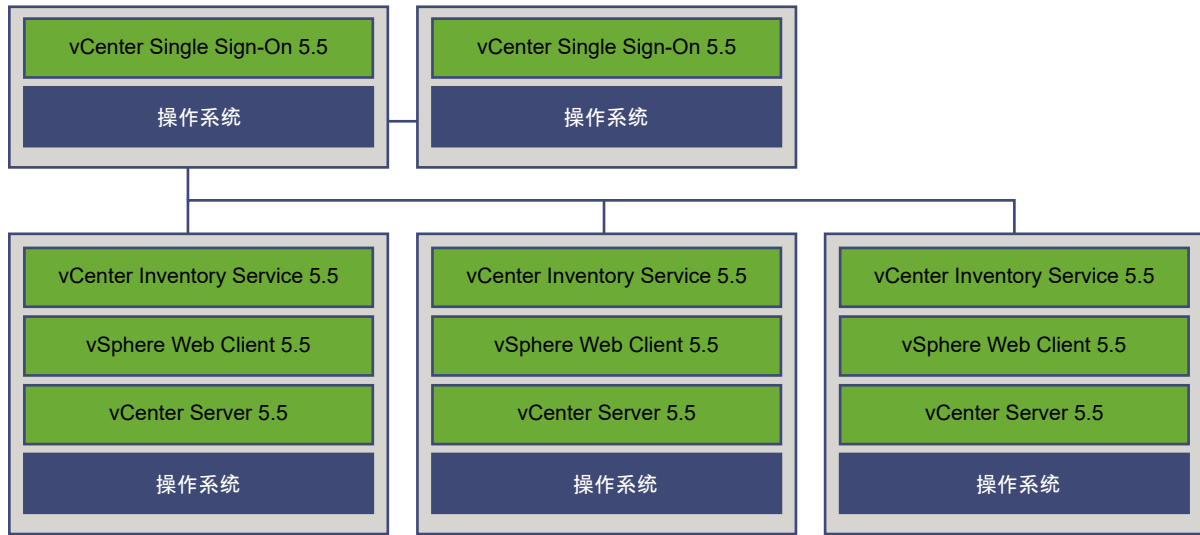 vCenter Single Sign-On 5.5
操作系统
vCenter Single Sign-On 5.5
操作系统
vCenter Inventory Service 5.5
vSphere Web Client 5.5
vCenter Server 5.5
操作系统
vCenter Inventory Service 5.5
vSphere Web Client 5.5
vCenter Server 5.5
操作系统
vCenter Inventory Service 5.5
vSphere Web Client 5.5
vCenter Server 5.5
操作系统